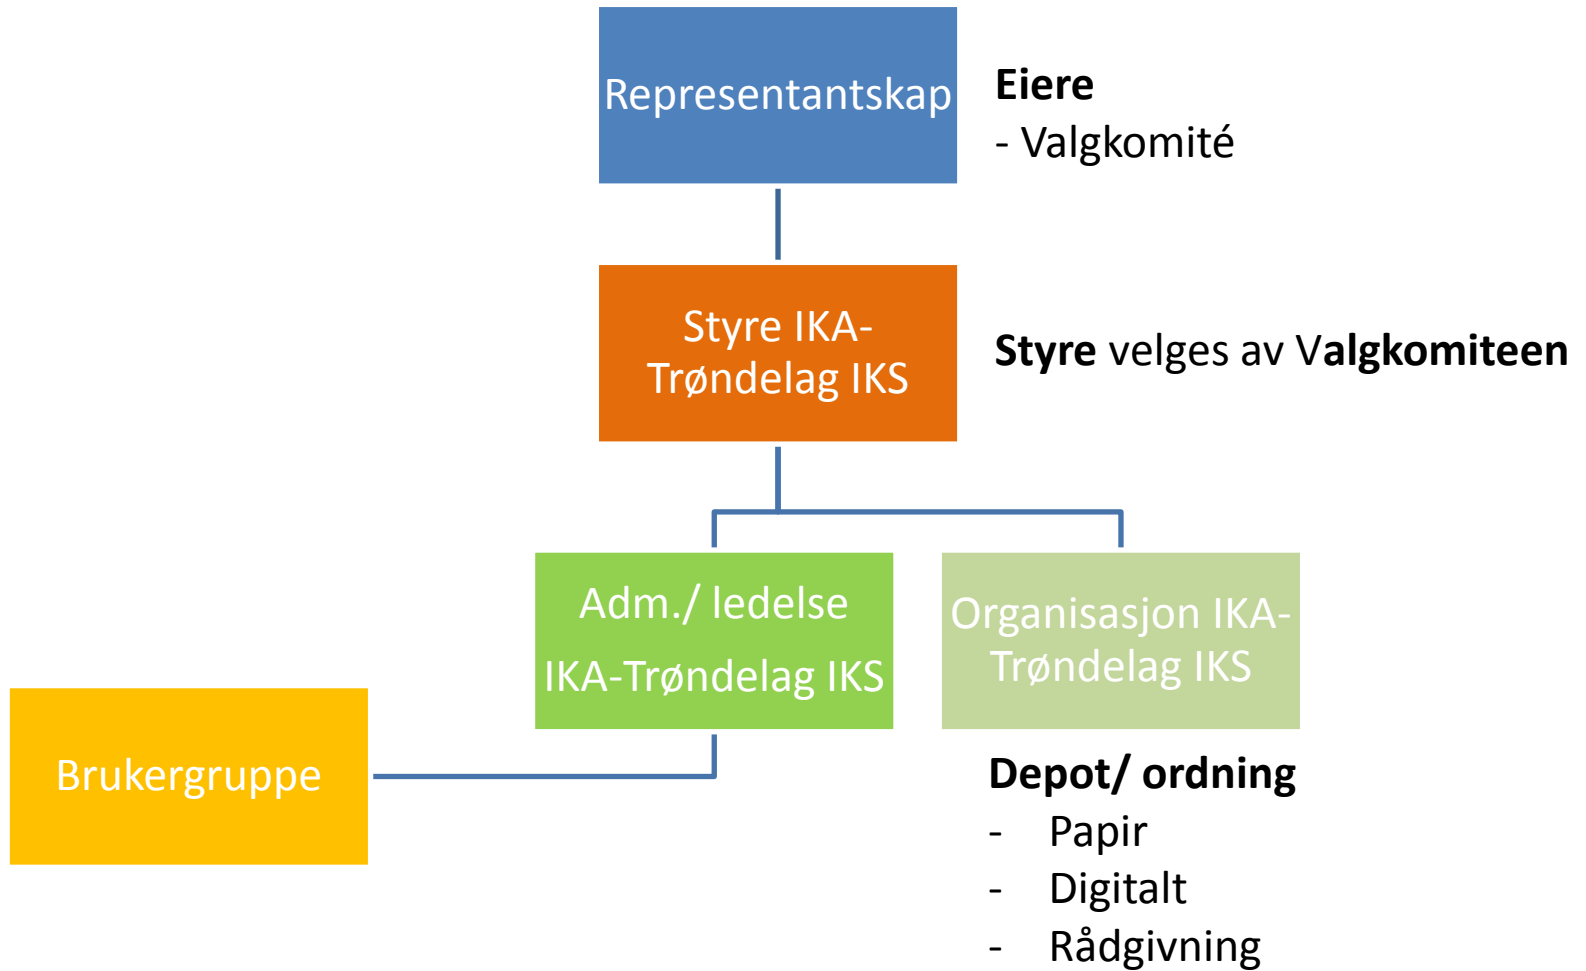 Representantskap
Eiere
- Valgkomité
Styre IKA-
Trøndelag IKS
Styre velges av Valgkomiteen
Adm./ ledelse
IKA-Trøndelag IKS
Organisasjon IKA-
Trøndelag IKS
Brukergruppe
Depot/ ordning
- Papir
- Digitalt
- Rådgivning